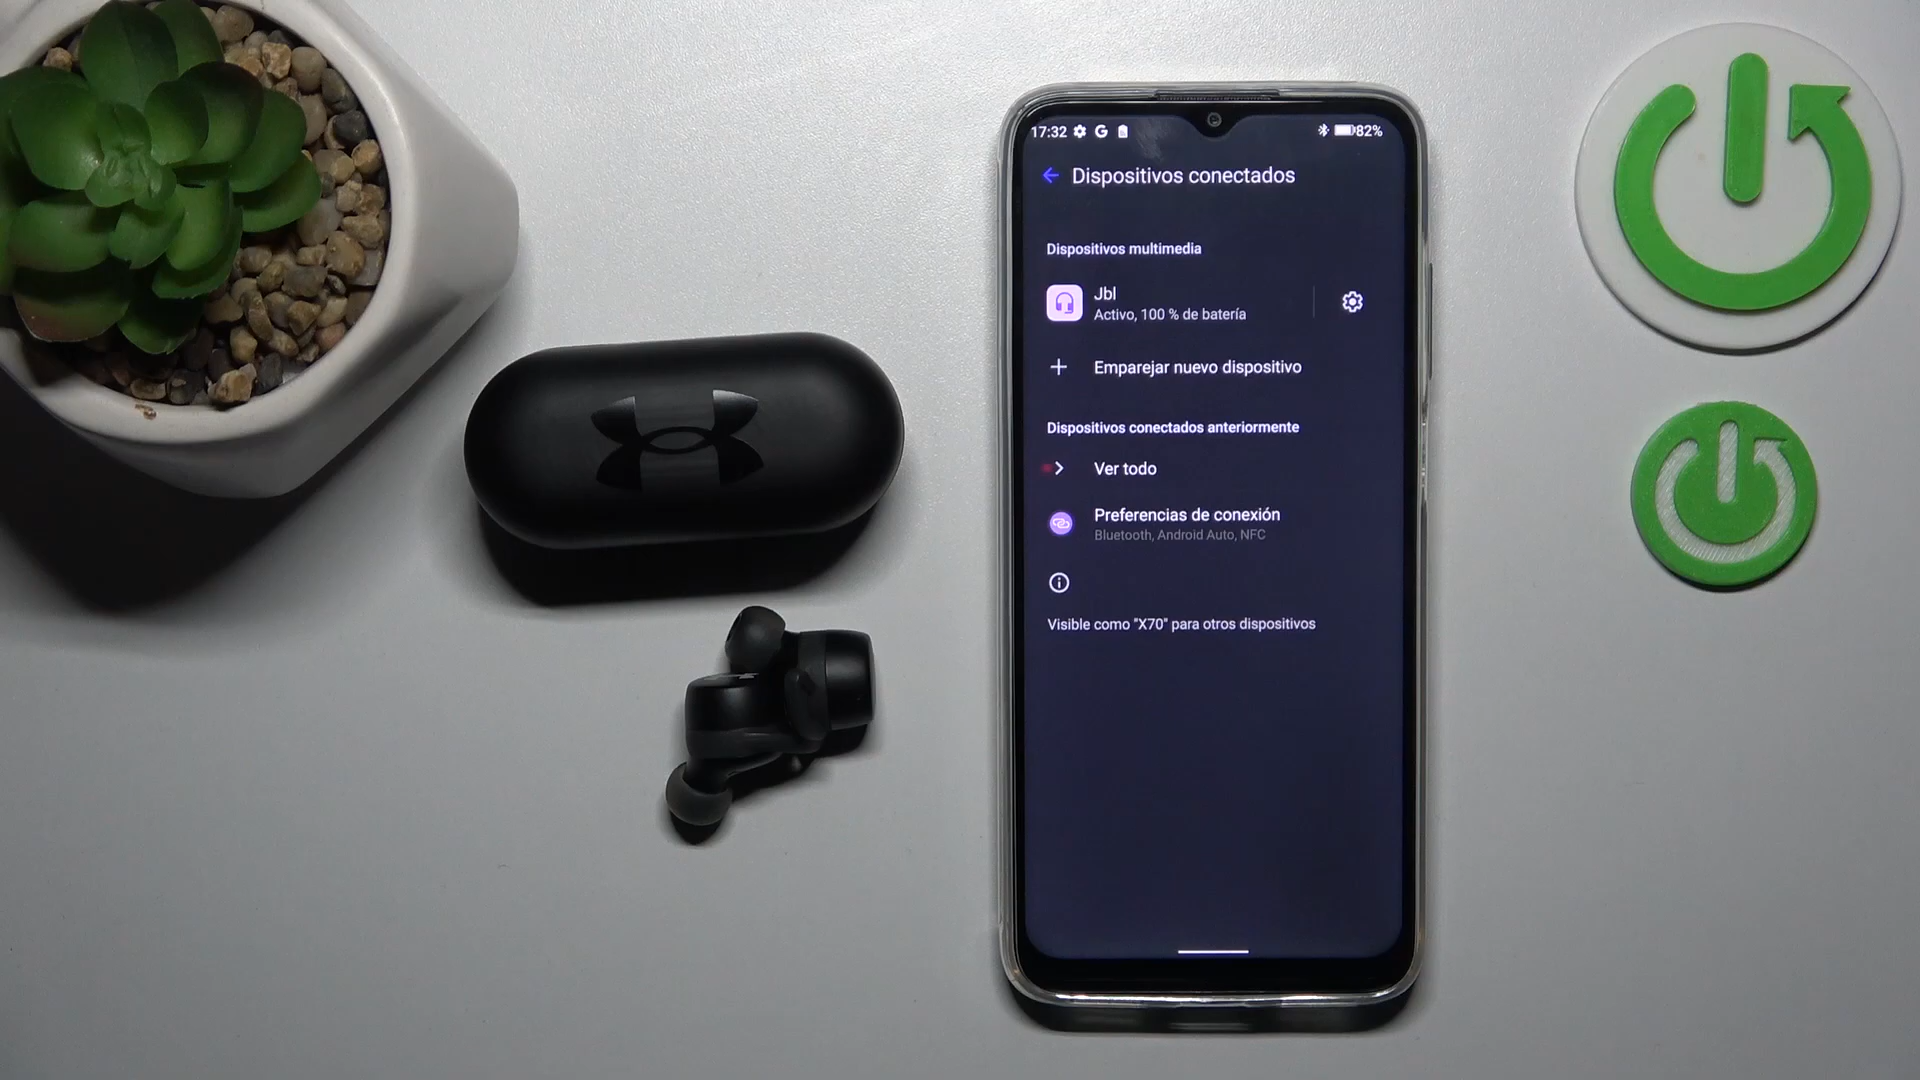 17:32 G 82%
Dispositivos conectados
Dispositivos multimedia
Jbl
Activo, 100 % de batería
Emparejar nuevo dispositivo
Dispositivos conectados anteriormente
Ver todo
Preferencias de conexión
Bluetooth, Android Auto, NFC
Visible como "X70" para otros dispositivos